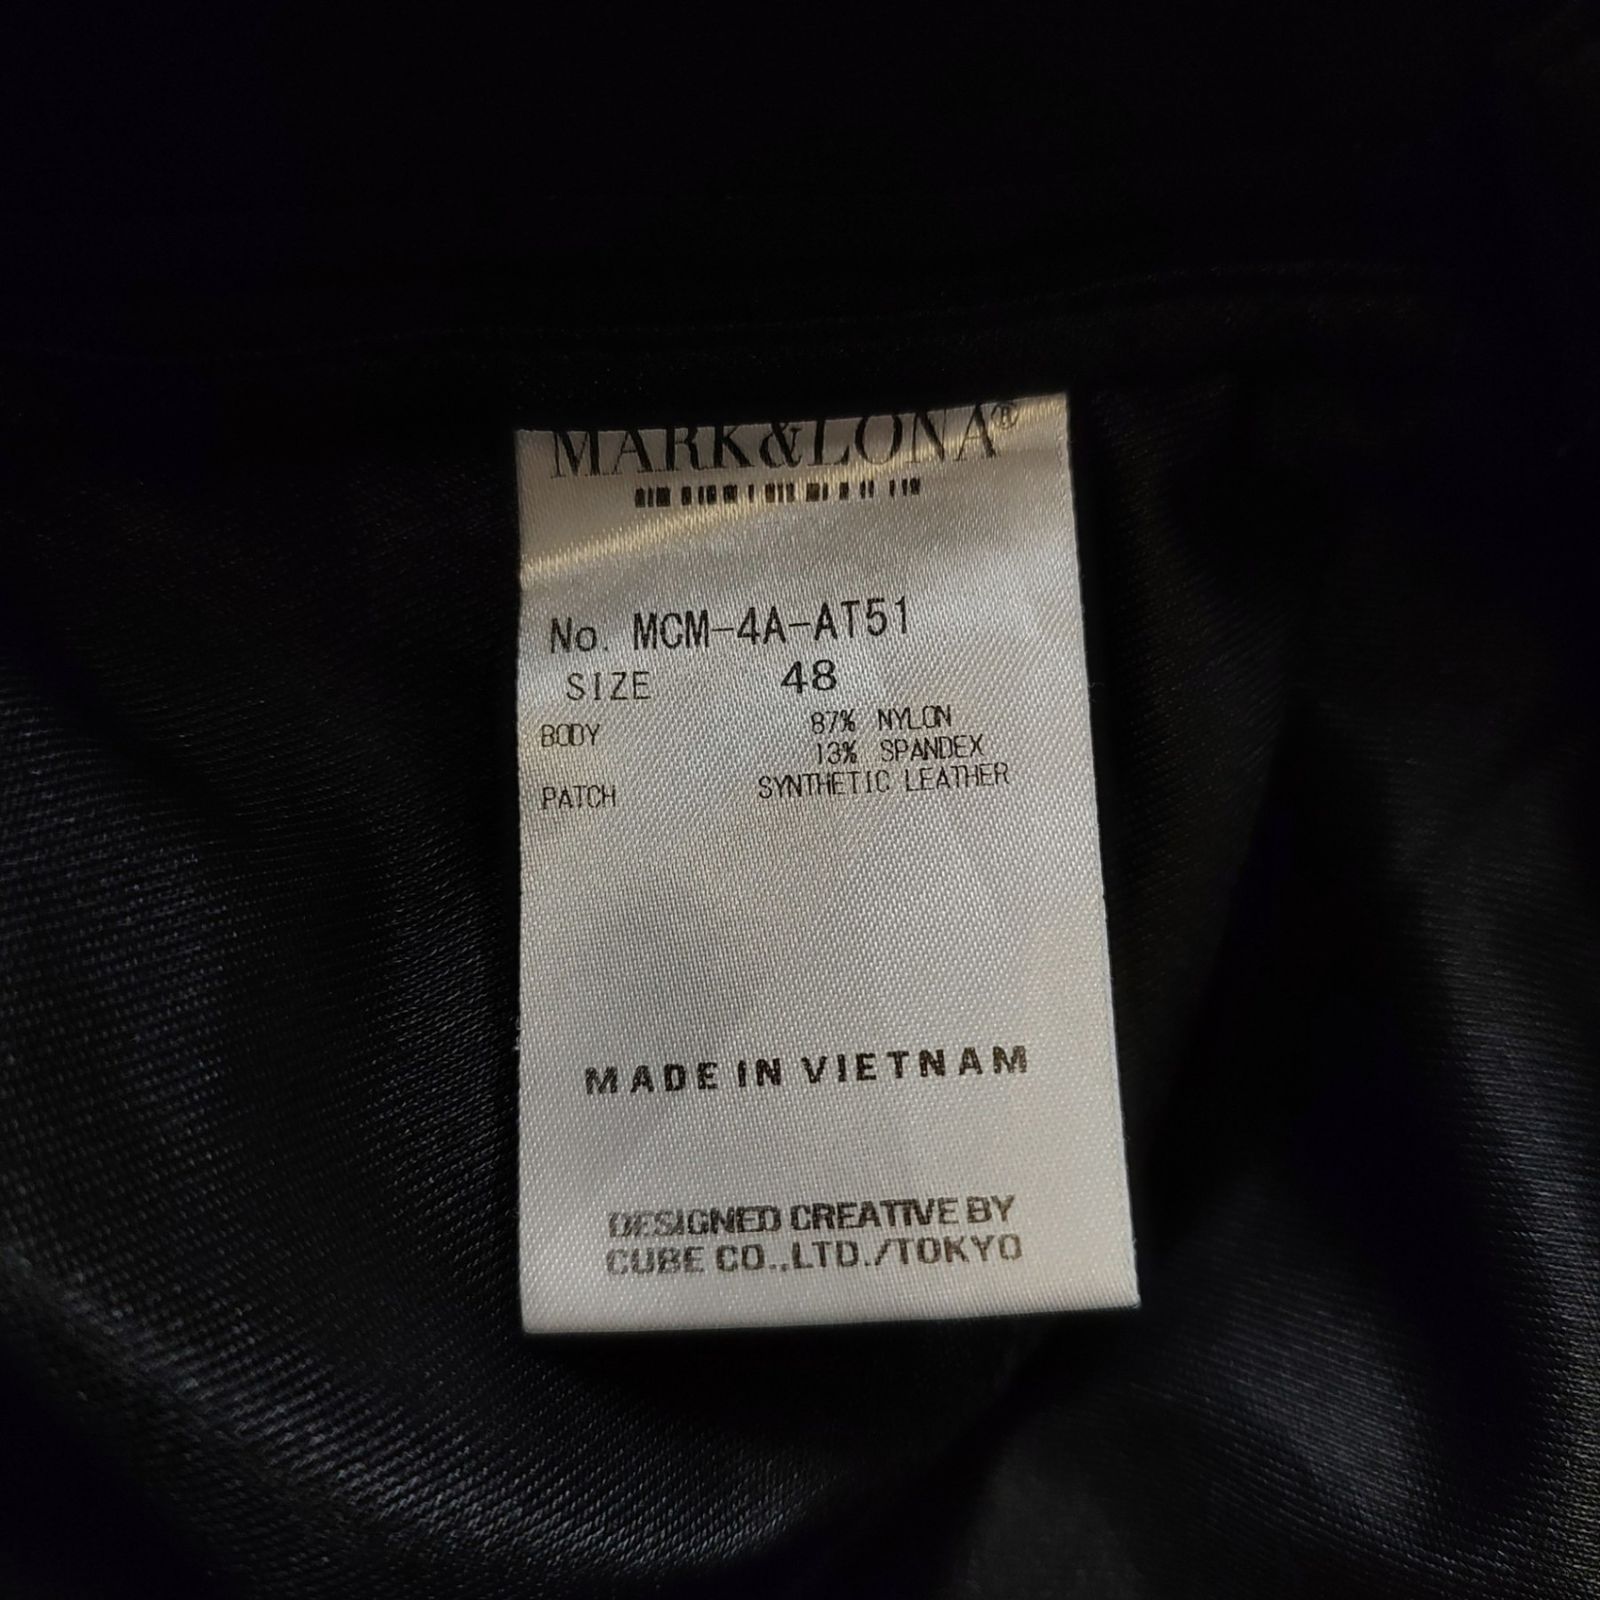 MARK&LONA®
No. MCM-4A-AT51
SIZE 48
BODY 87% NYLON
13% SPANDEX
PATCH SYNTHETIC LEATHER
MADE IN VIETNAM
DESIGNED CREATIVE BY
CUBE CO.,LTD./TOKYO